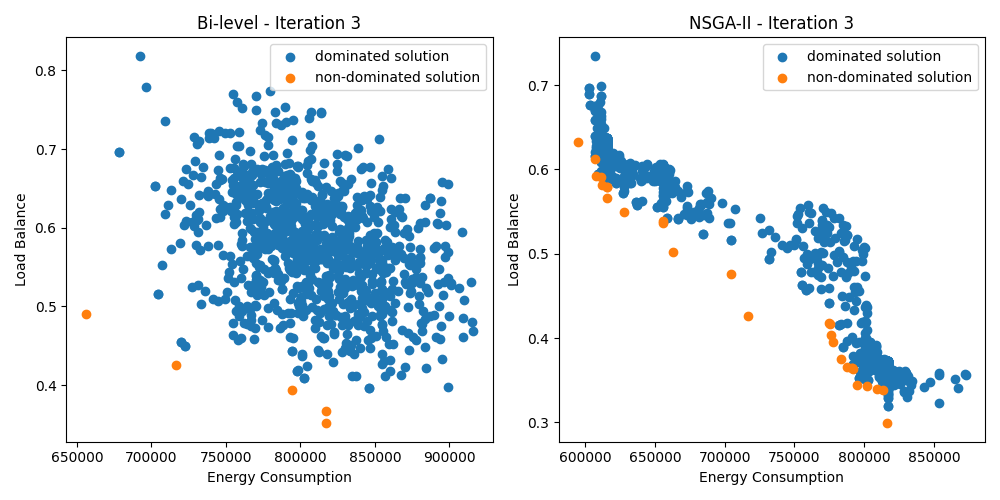 Bi-level - Iteration 3
dominated solution
non-dominated solution
0.8
0.7
0.6
0.5
0.4
Load Balance
650000 700000 750000 800000 850000 900000
Energy Consumption
NSGA-II - Iteration 3
dominated solution
non-dominated solution
0.7
0.6
0.5
0.4
0.3
Load Balance
600000 650000 700000 750000 800000 850000
Energy Consumption